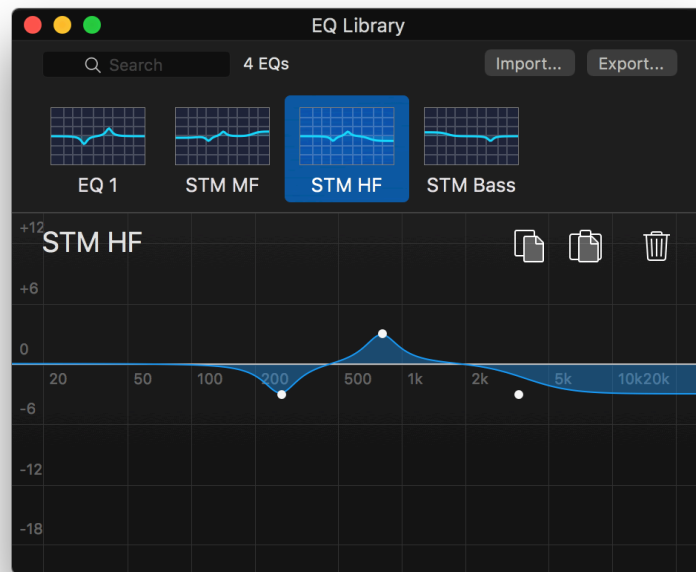 EQ Library
Search
4 EQs
Import...
Export...
EQ 1
STM MF
STM HF
STM Bass
STM HF
+12
+6
0
20 50 100 200 500 1k 2k 5k 10k20k
-6
-12
-18